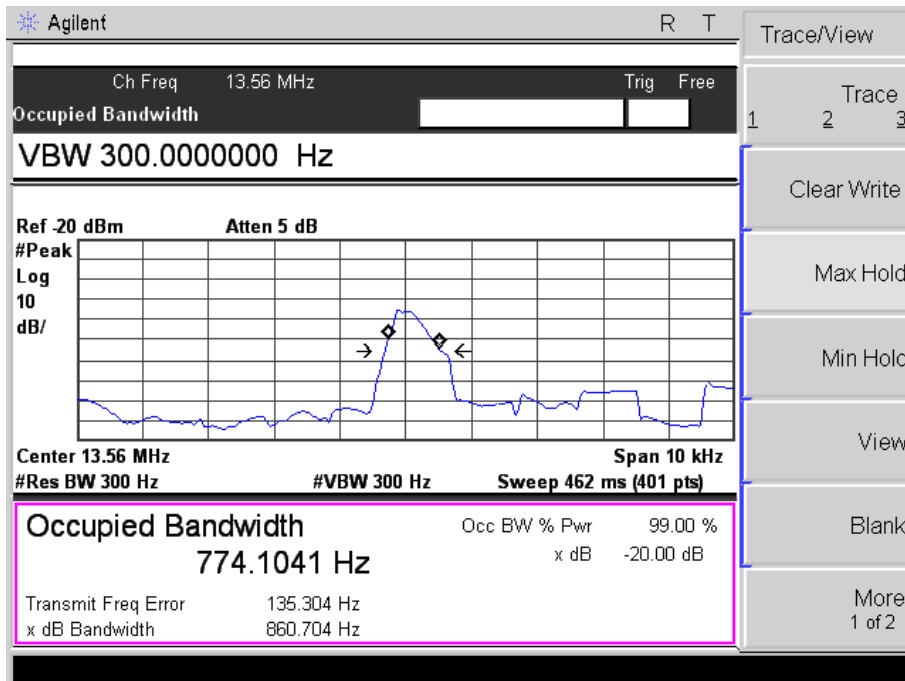 Agilent R T
Ch Freq 13.56 MHz Trig Free
Occupied Bandwidth
VBW 300.0000000 Hz
Ref -20 dBm Atten 5 dB
#Peak
Log
10
dB/
Center 13.56 MHz Span 10 kHz
#Res BW 300 Hz #VBW 300 Hz Sweep 462 ms (401 pts)
Occupied Bandwidth Occ BW % Pwr 99.00 %
774.1041 Hz x dB -20.00 dB
Transmit Freq Error 135.304 Hz
x dB Bandwidth 860.704 Hz
Trace/View
Trace
1 2 3
Clear Write
Max Hold
Min Hold
View
Blank
More
1 of 2